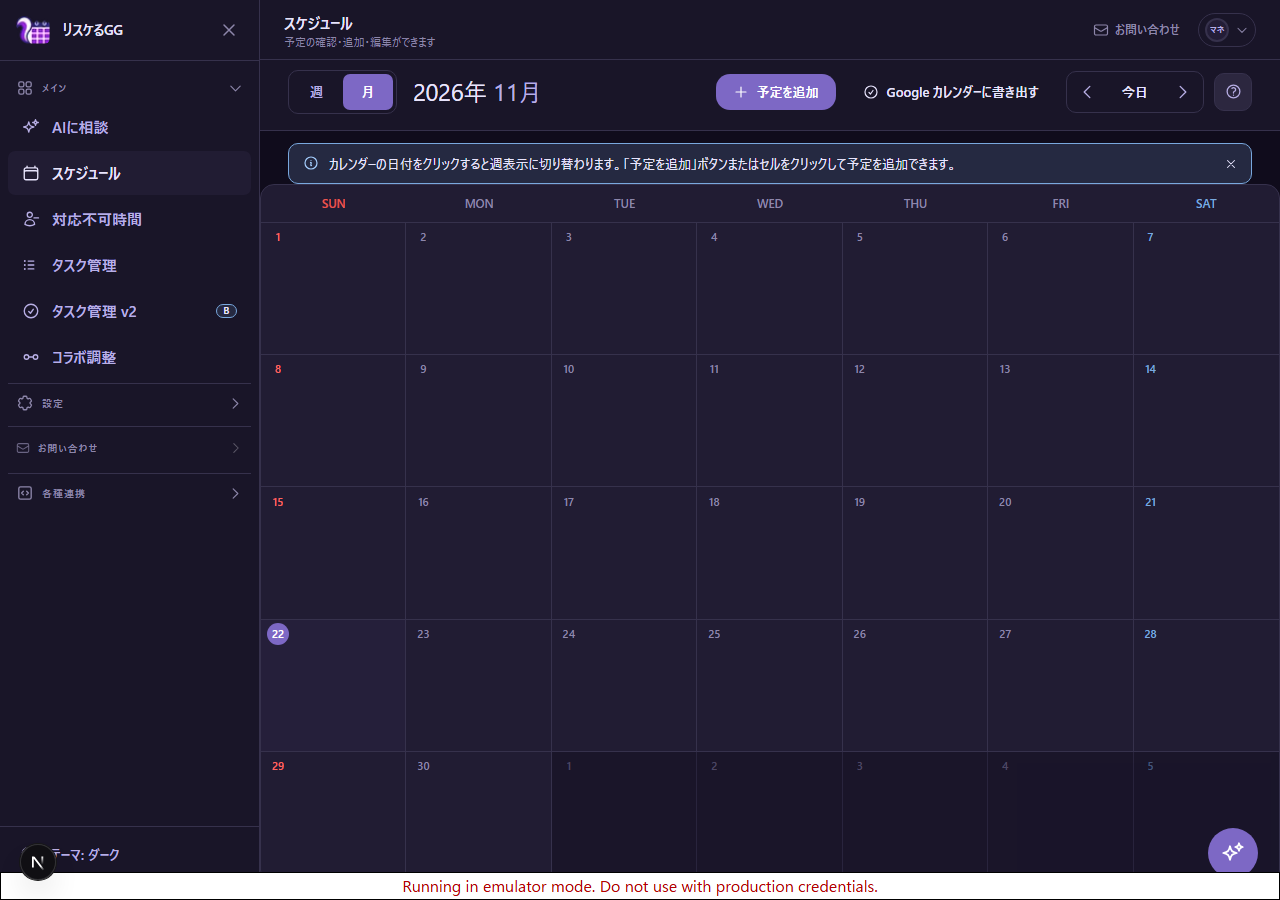 リスケるGG
メイン
AIに相談
スケジュール
対応不可時間
タスク管理
タスク管理 v2
B
コラボ調整
設定
お問い合わせ
各種連携
テーマ: ダーク
N
スケジュール
予定の確認・追加・編集ができます
お問い合わせ
マネ
週
月
2026年 11月
予定を追加
Google カレンダーに書き出す
今日
カレンダーの日付をクリックすると週表示に切り替わります。「予定を追加」ボタンまたはセルをクリックして予定を追加できます。
SUN MON TUE WED THU FRI SAT
1 2 3 4 5 6 7
8 9 10 11 12 13 14
15 16 17 18 19 20 21
22 23 24 25 26 27 28
29 30 1 2 3 4 5
Running in emulator mode. Do not use with production credentials.